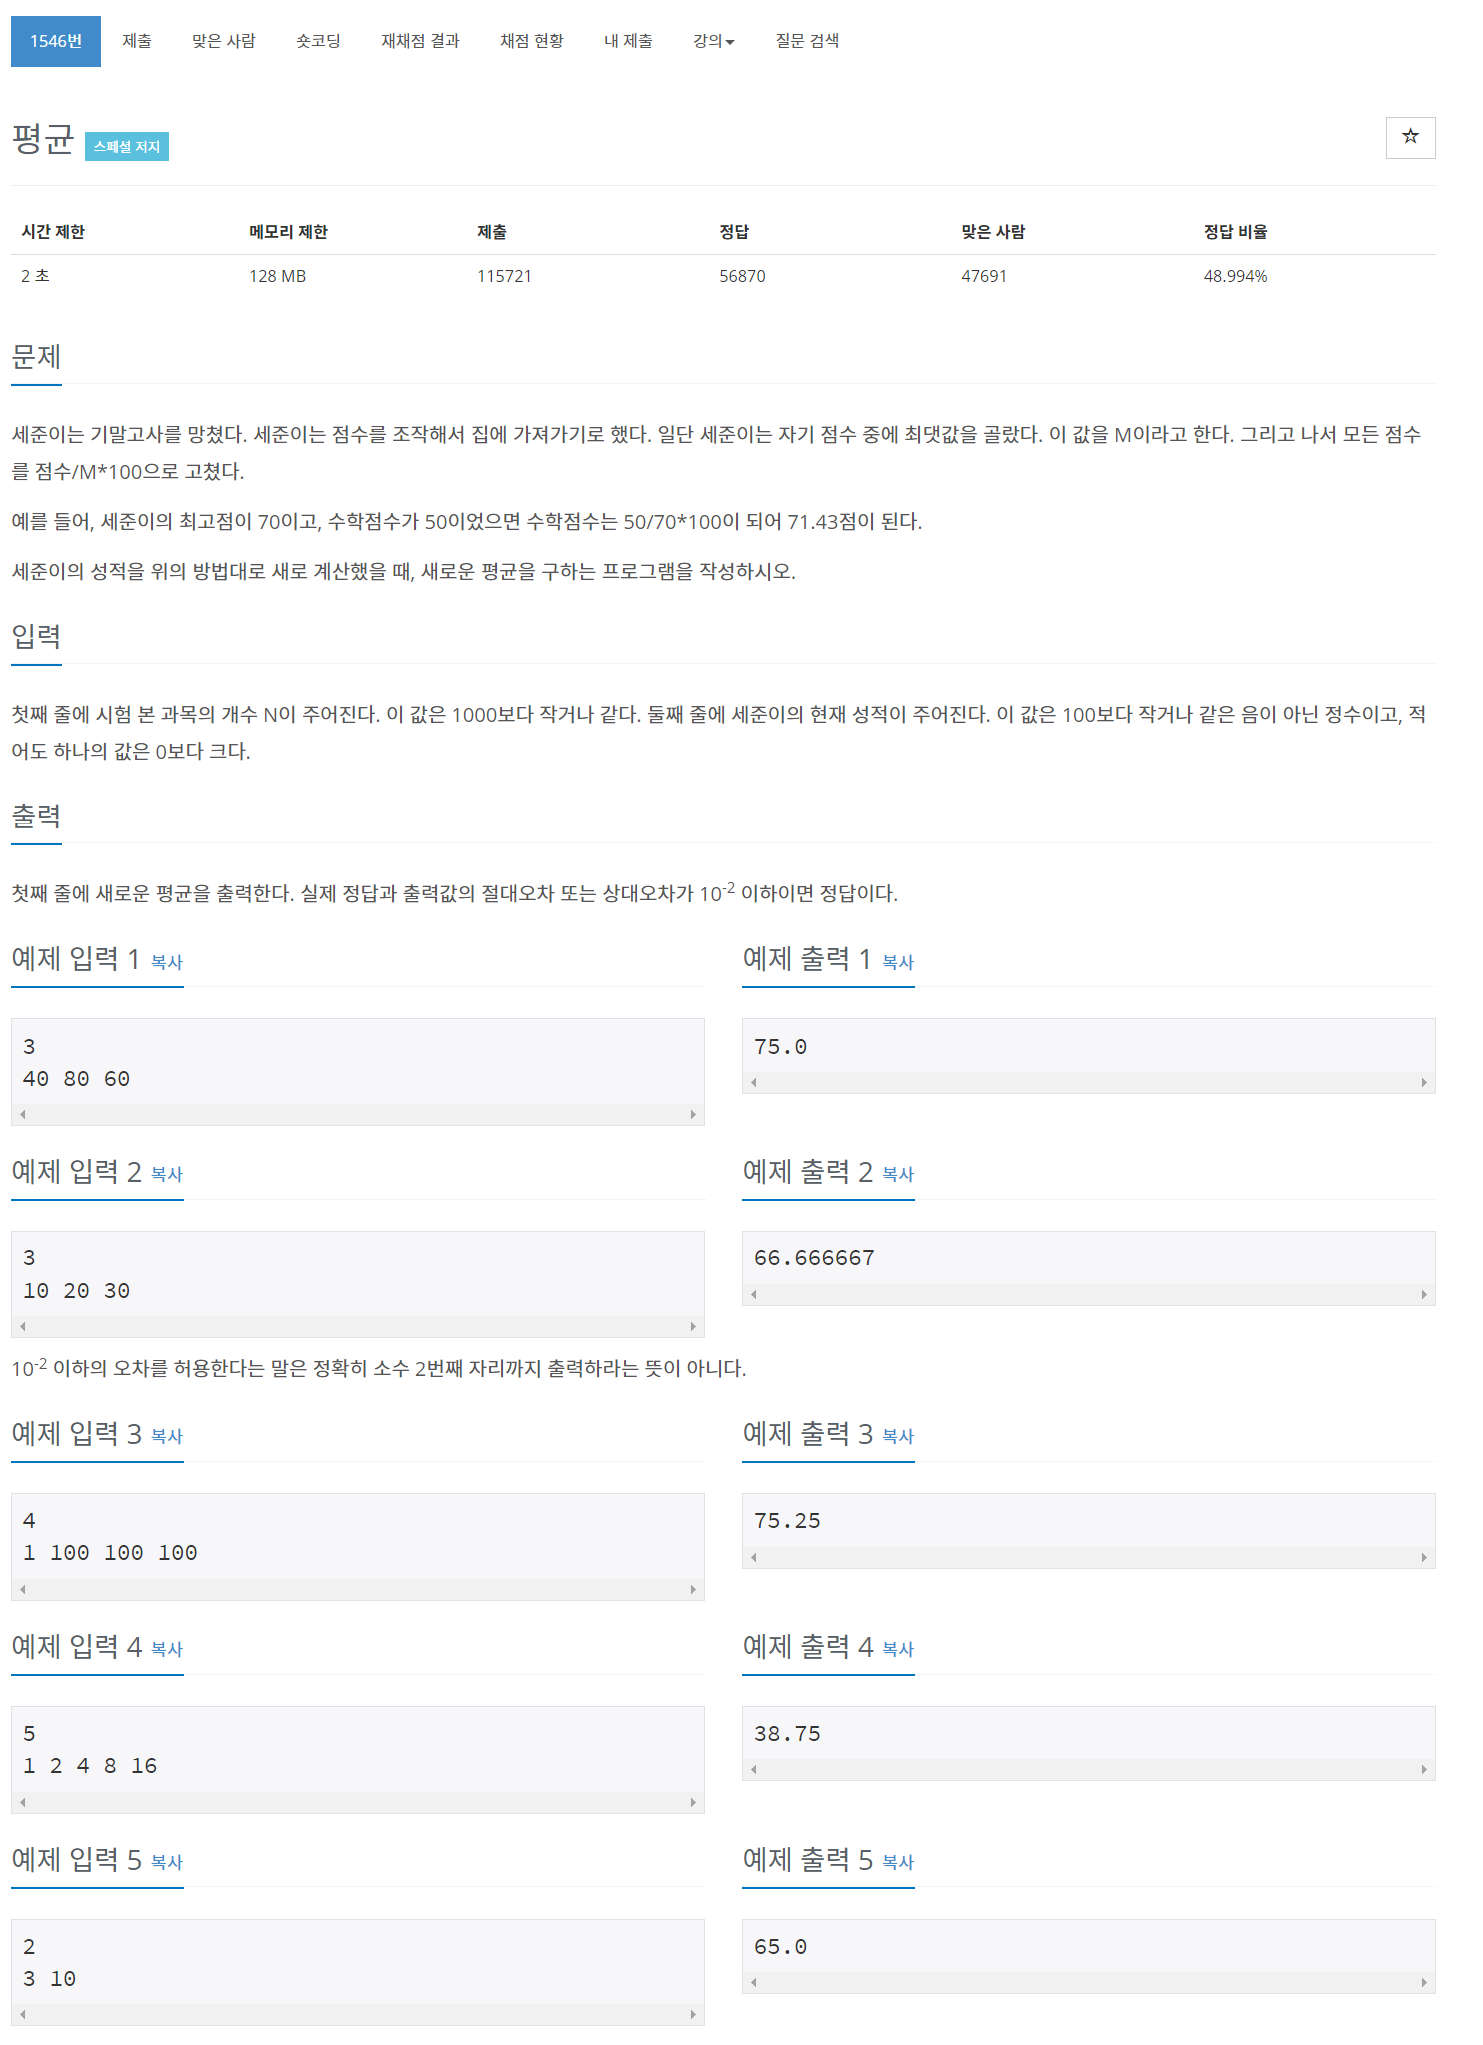 1546번 제출 맞은 사람 숏코딩 재채점 결과 채점 현황 내 제출 강의 질문 검색
평균 스페셜 저지 ☆
시간 제한 메모리 제한 제출 정답 맞은 사람 정답 비율
2 초 128 MB 115721 56870 47691 48.994%
문제
세준이는 기말고사를 망쳤다. 세준이는 점수를 조작해서 집에 가져가기로 했다. 일단 세준이는 자기 점수 중에 최댓값을 골랐다. 이 값을 M이라고 한다. 그리고 나서 모든 점수
를 점수/M*100으로 고쳤다.
예를 들어, 세준이의 최고점이 70이고, 수학점수가 50이었으면 수학점수는 50/70*100이 되어 71.43점이 된다.
세준이의 성적을 위의 방법대로 새로 계산했을 때, 새로운 평균을 구하는 프로그램을 작성하시오.
입력
첫째 줄에 시험 본 과목의 개수 N이 주어진다. 이 값은 1000보다 작거나 같다. 둘째 줄에 세준이의 현재 성적이 주어진다. 이 값은 100보다 작거나 같은 음이 아닌 정수이고, 적
어도 하나의 값은 0보다 크다.
출력
첫째 줄에 새로운 평균을 출력한다. 실제 정답과 출력값의 절대오차 또는 상대오차가 10-2 이하이면 정답이다.
예제 입력 1 복사
3
40 80 60
예제 출력 1 복사
75.0
예제 입력 2 복사
3
10 20 30
예제 출력 2 복사
66.666667
10-2 이하의 오차를 허용한다는 말은 정확히 소수 2번째 자리까지 출력하라는 뜻이 아니다.
예제 입력 3 복사
4
1 100 100 100
예제 출력 3 복사
75.25
예제 입력 4 복사
5
1 2 4 8 16
예제 출력 4 복사
38.75
예제 입력 5 복사
2
3 10
예제 출력 5 복사
65.0